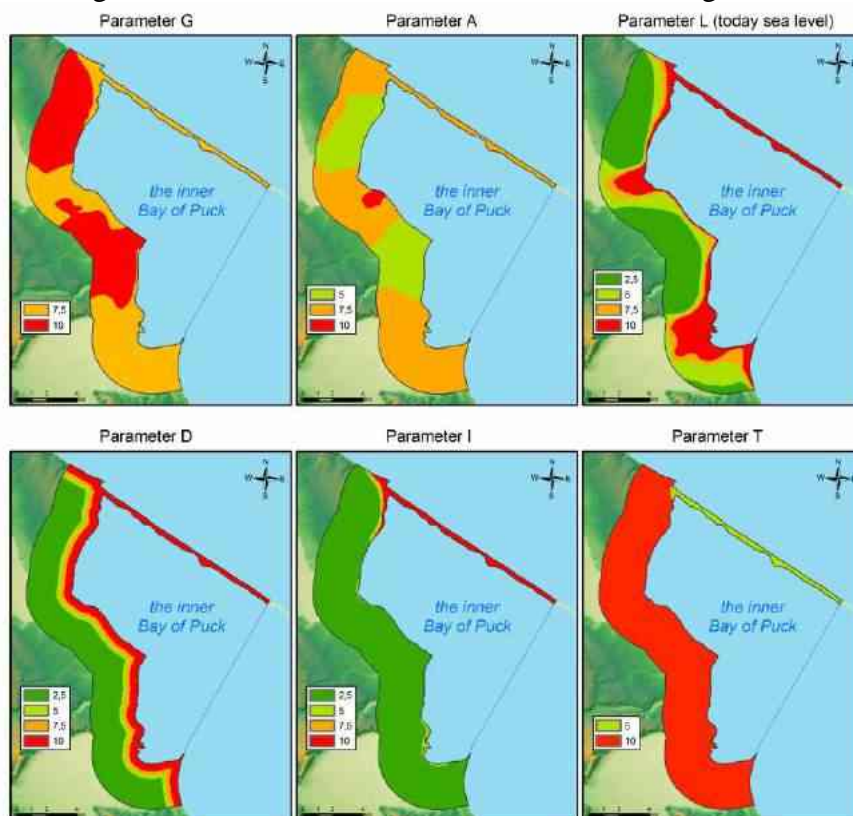 Parameter G
Parameter A
Parameter L (today sea level)
N
W
E
S
the inner
Bay of Puck
7,5
10
N
W
E
S
the inner
Bay of Puck
5
7,5
10
N
W
E
S
the inner
Bay of Puck
2,5
5
7,5
10
Parameter D
Parameter I
Parameter T
N
W
E
S
the inner
Bay of Puck
2,5
5
7,5
10
N
W
E
S
the inner
Bay of Puck
2,5
5
7,5
10
N
W
E
S
the inner
Bay of Puck
5
10